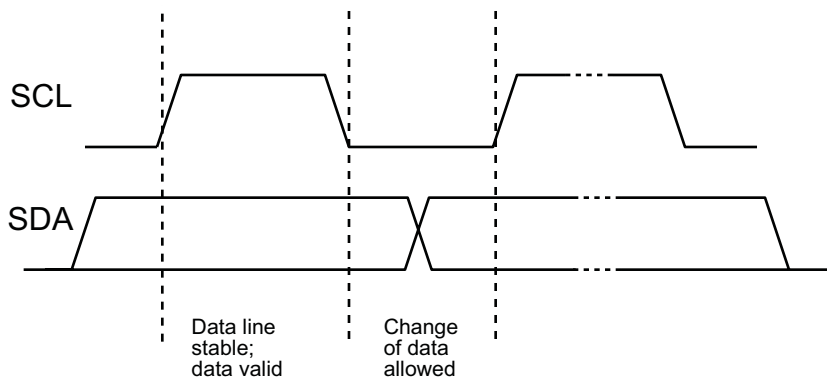 SCL
SDA
Data line
stable;
data valid
Change
of data
allowed